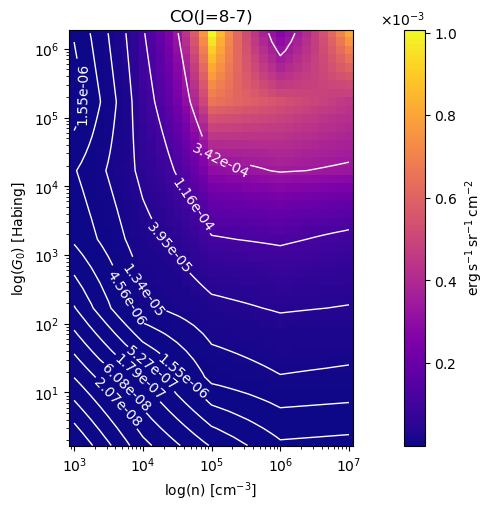 CO(J=8-7)
×10⁻³
10⁶
10⁵
10⁴
10³
10²
10¹
log(G₀) [Habing]
1.55e-06
3.42e-04
1.16e-04
3.95e-05
1.34e-05
4.56e-06
1.55e-06
5.27e-07
1.79e-07
6.08e-08
2.07e-08
10³
10⁴
10⁵
10⁶
10⁷
log(n) [cm⁻³]
1.0
0.8
0.6
0.4
0.2
erg s⁻¹ sr⁻¹ cm⁻²